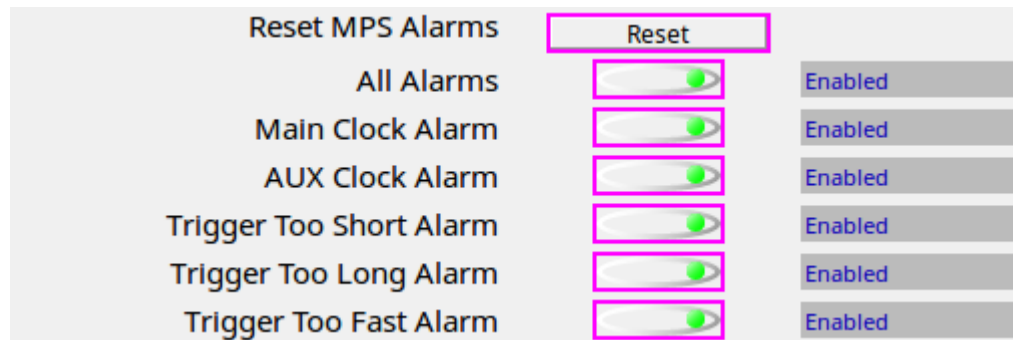 Reset MPS Alarms Reset
All Alarms Enabled
Main Clock Alarm Enabled
AUX Clock Alarm Enabled
Trigger Too Short Alarm Enabled
Trigger Too Long Alarm Enabled
Trigger Too Fast Alarm Enabled